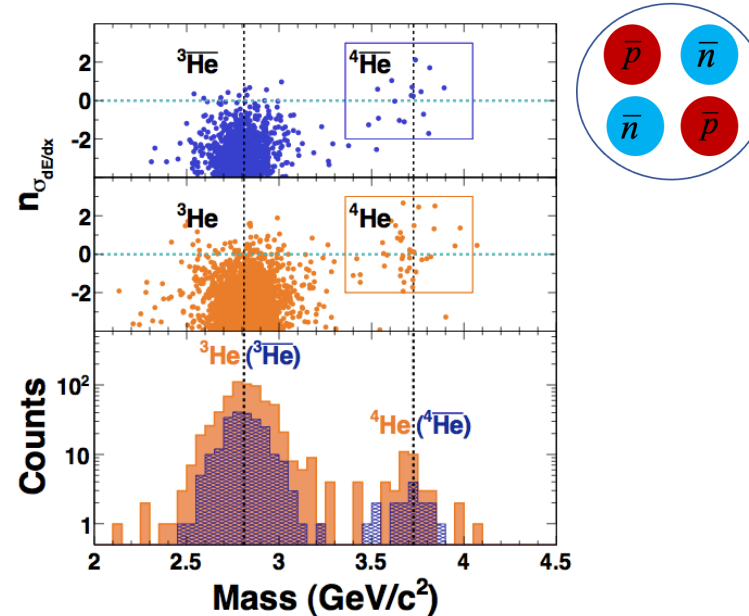 ³H̅e̅ ⁴H̅e̅
2
0
-2
³He ⁴He
2
0
-2
n_σ_dE/dx
³He (³H̅e̅)
⁴He (⁴H̅e̅)
10²
10
1
Counts
2 2.5 3 3.5 4 4.5
Mass (GeV/c²)
p̅ n̅
n̅ p̅